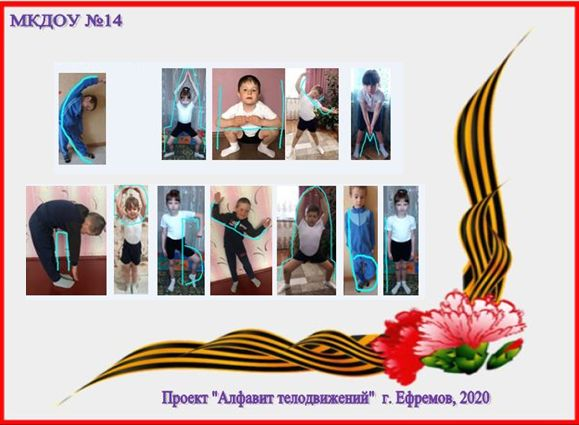 МКДОУ №14
Проект "Алфавит телодвижений" г. Ефремов, 2020